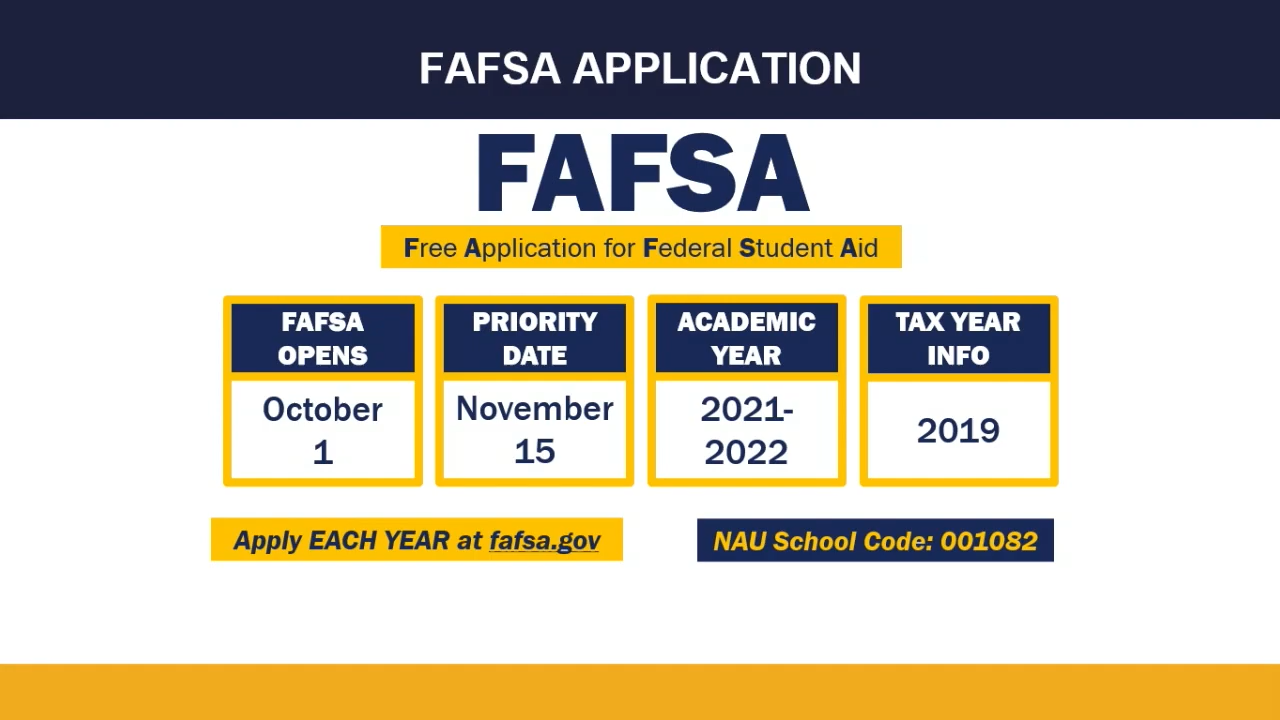 FAFSA APPLICATION
FAFSA
Free Application for Federal Student Aid
FAFSA
OPENS
October
1
PRIORITY
DATE
November
15
ACADEMIC
YEAR
2021-
2022
TAX YEAR
INFO
2019
Apply EACH YEAR at fafsa.gov
NAU School Code: 001082